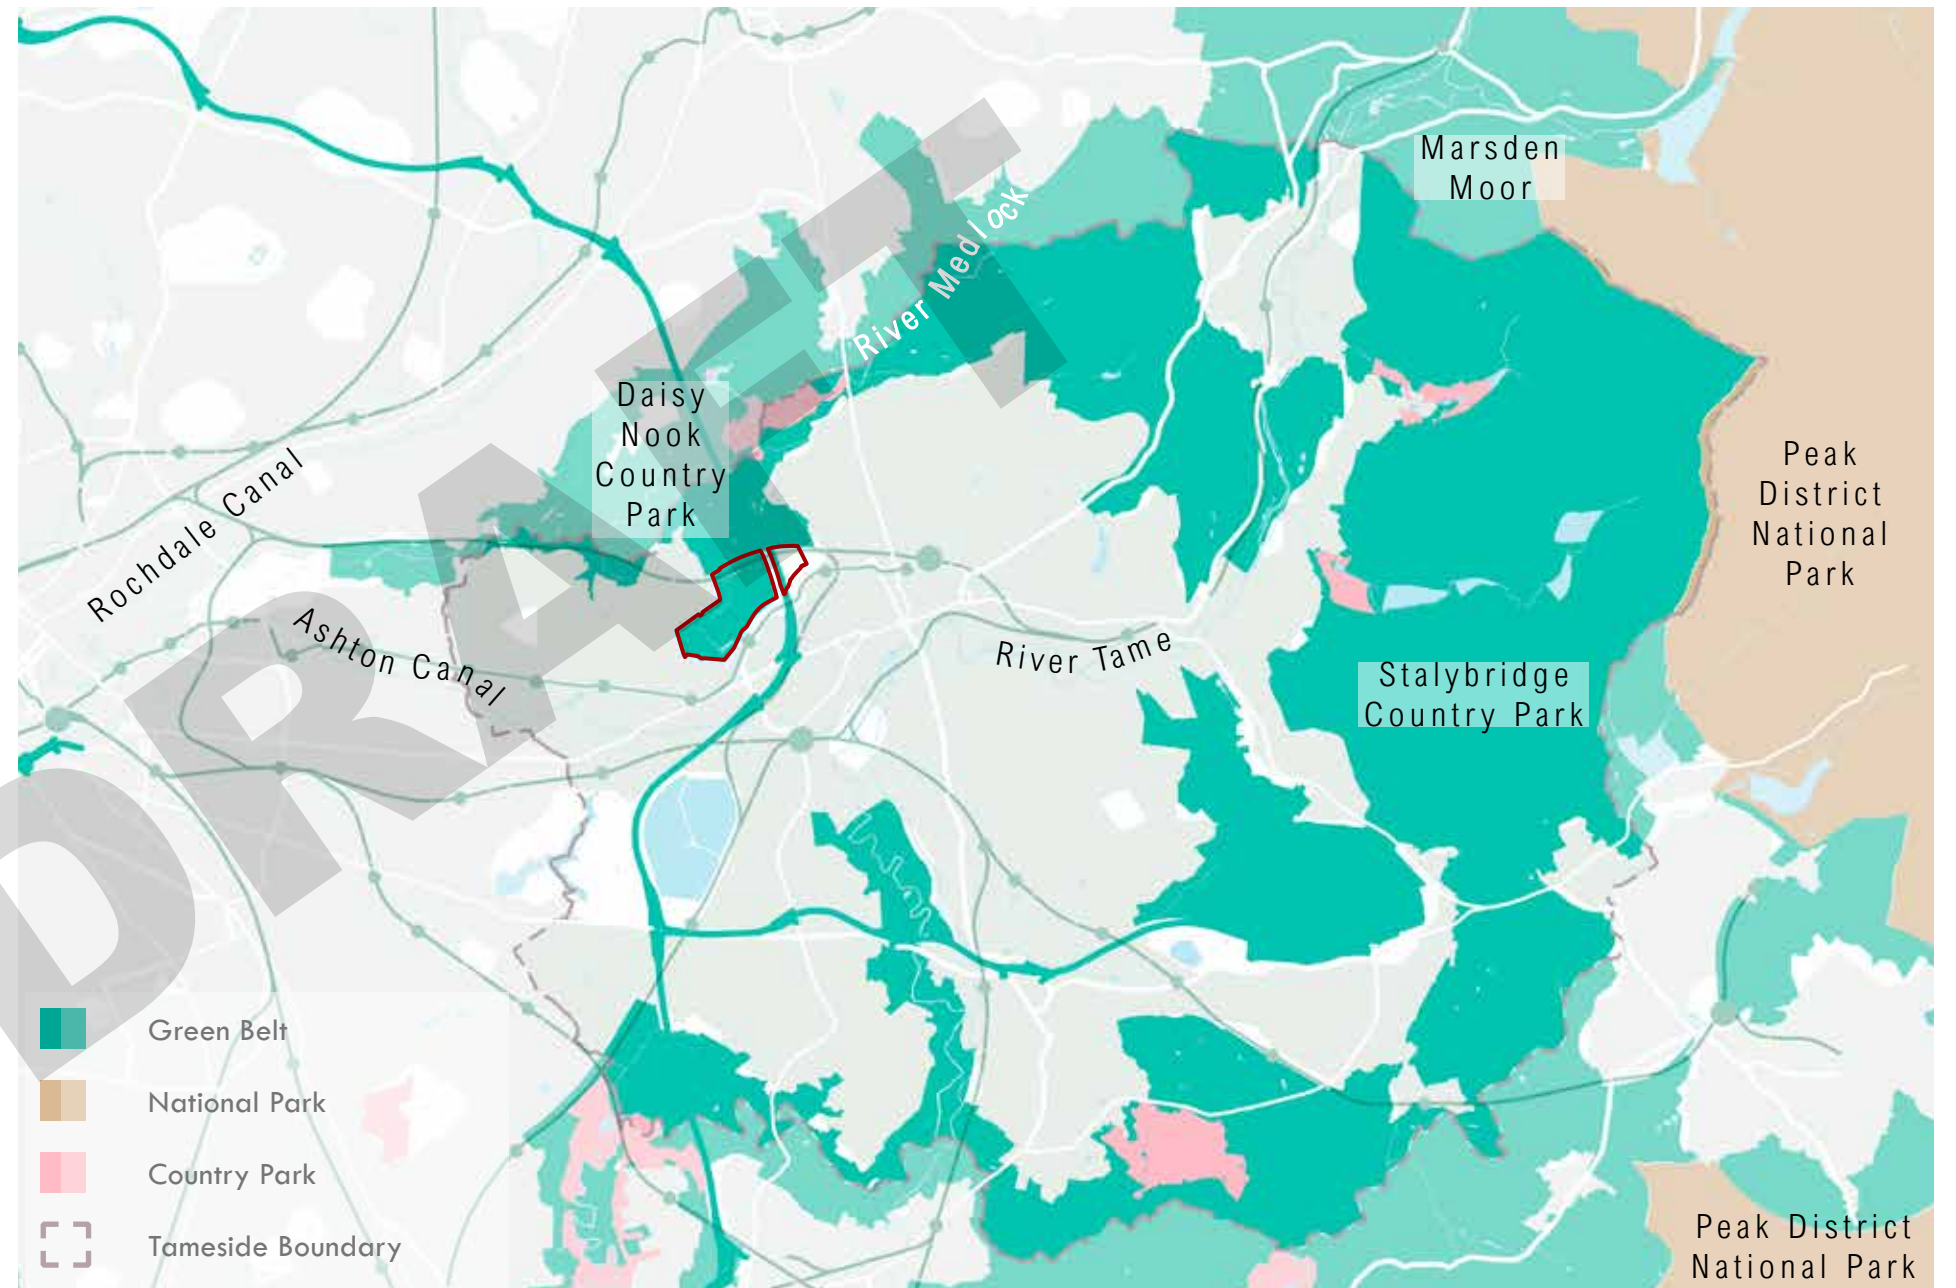 Marsden
Moor
River Medlock
Daisy
Nook
Country
Park
Peak
District
National
Park
Rochdale Canal
Ashton Canal
River Tame
Stalybridge
Country Park
DRAFT
Green Belt
National Park
Country Park
Tameside Boundary
Peak District
National Park